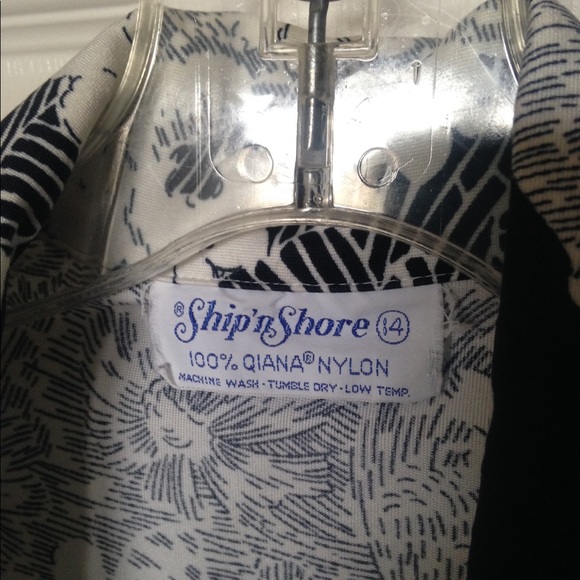 ®Ship'n Shore 14
100% QIANA® NYLON
MACHINE WASH · TUMBLE DRY · LOW TEMP.